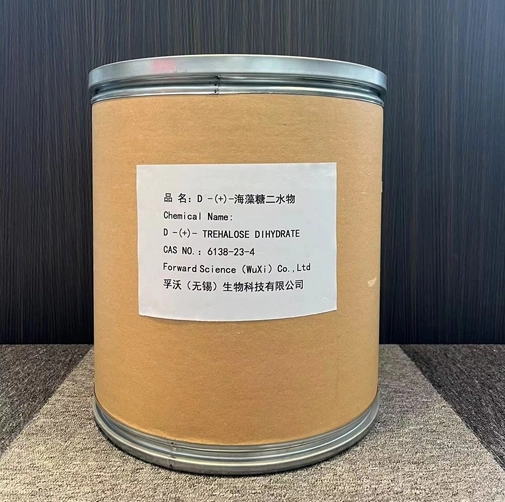 品 名：D -(+)-海藻糖二水物
Chemical Name:
D -(+)- TREHALOSE DIHYDRATE
CAS NO.：6138-23-4
Forward Science（WuXi）Co.,Ltd
孚沃（无锡）生物科技有限公司